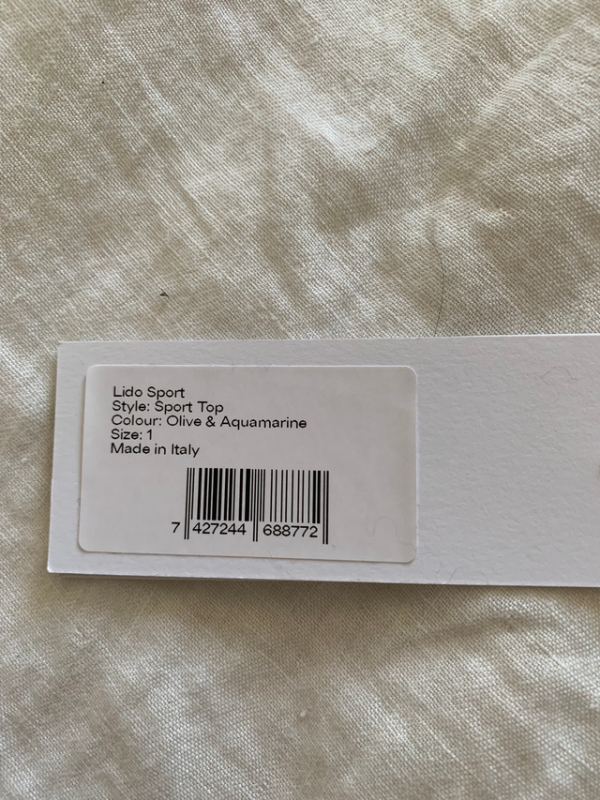 Lido Sport
Style: Sport Top
Colour: Olive & Aquamarine
Size: 1
Made in Italy
7 427244 688772